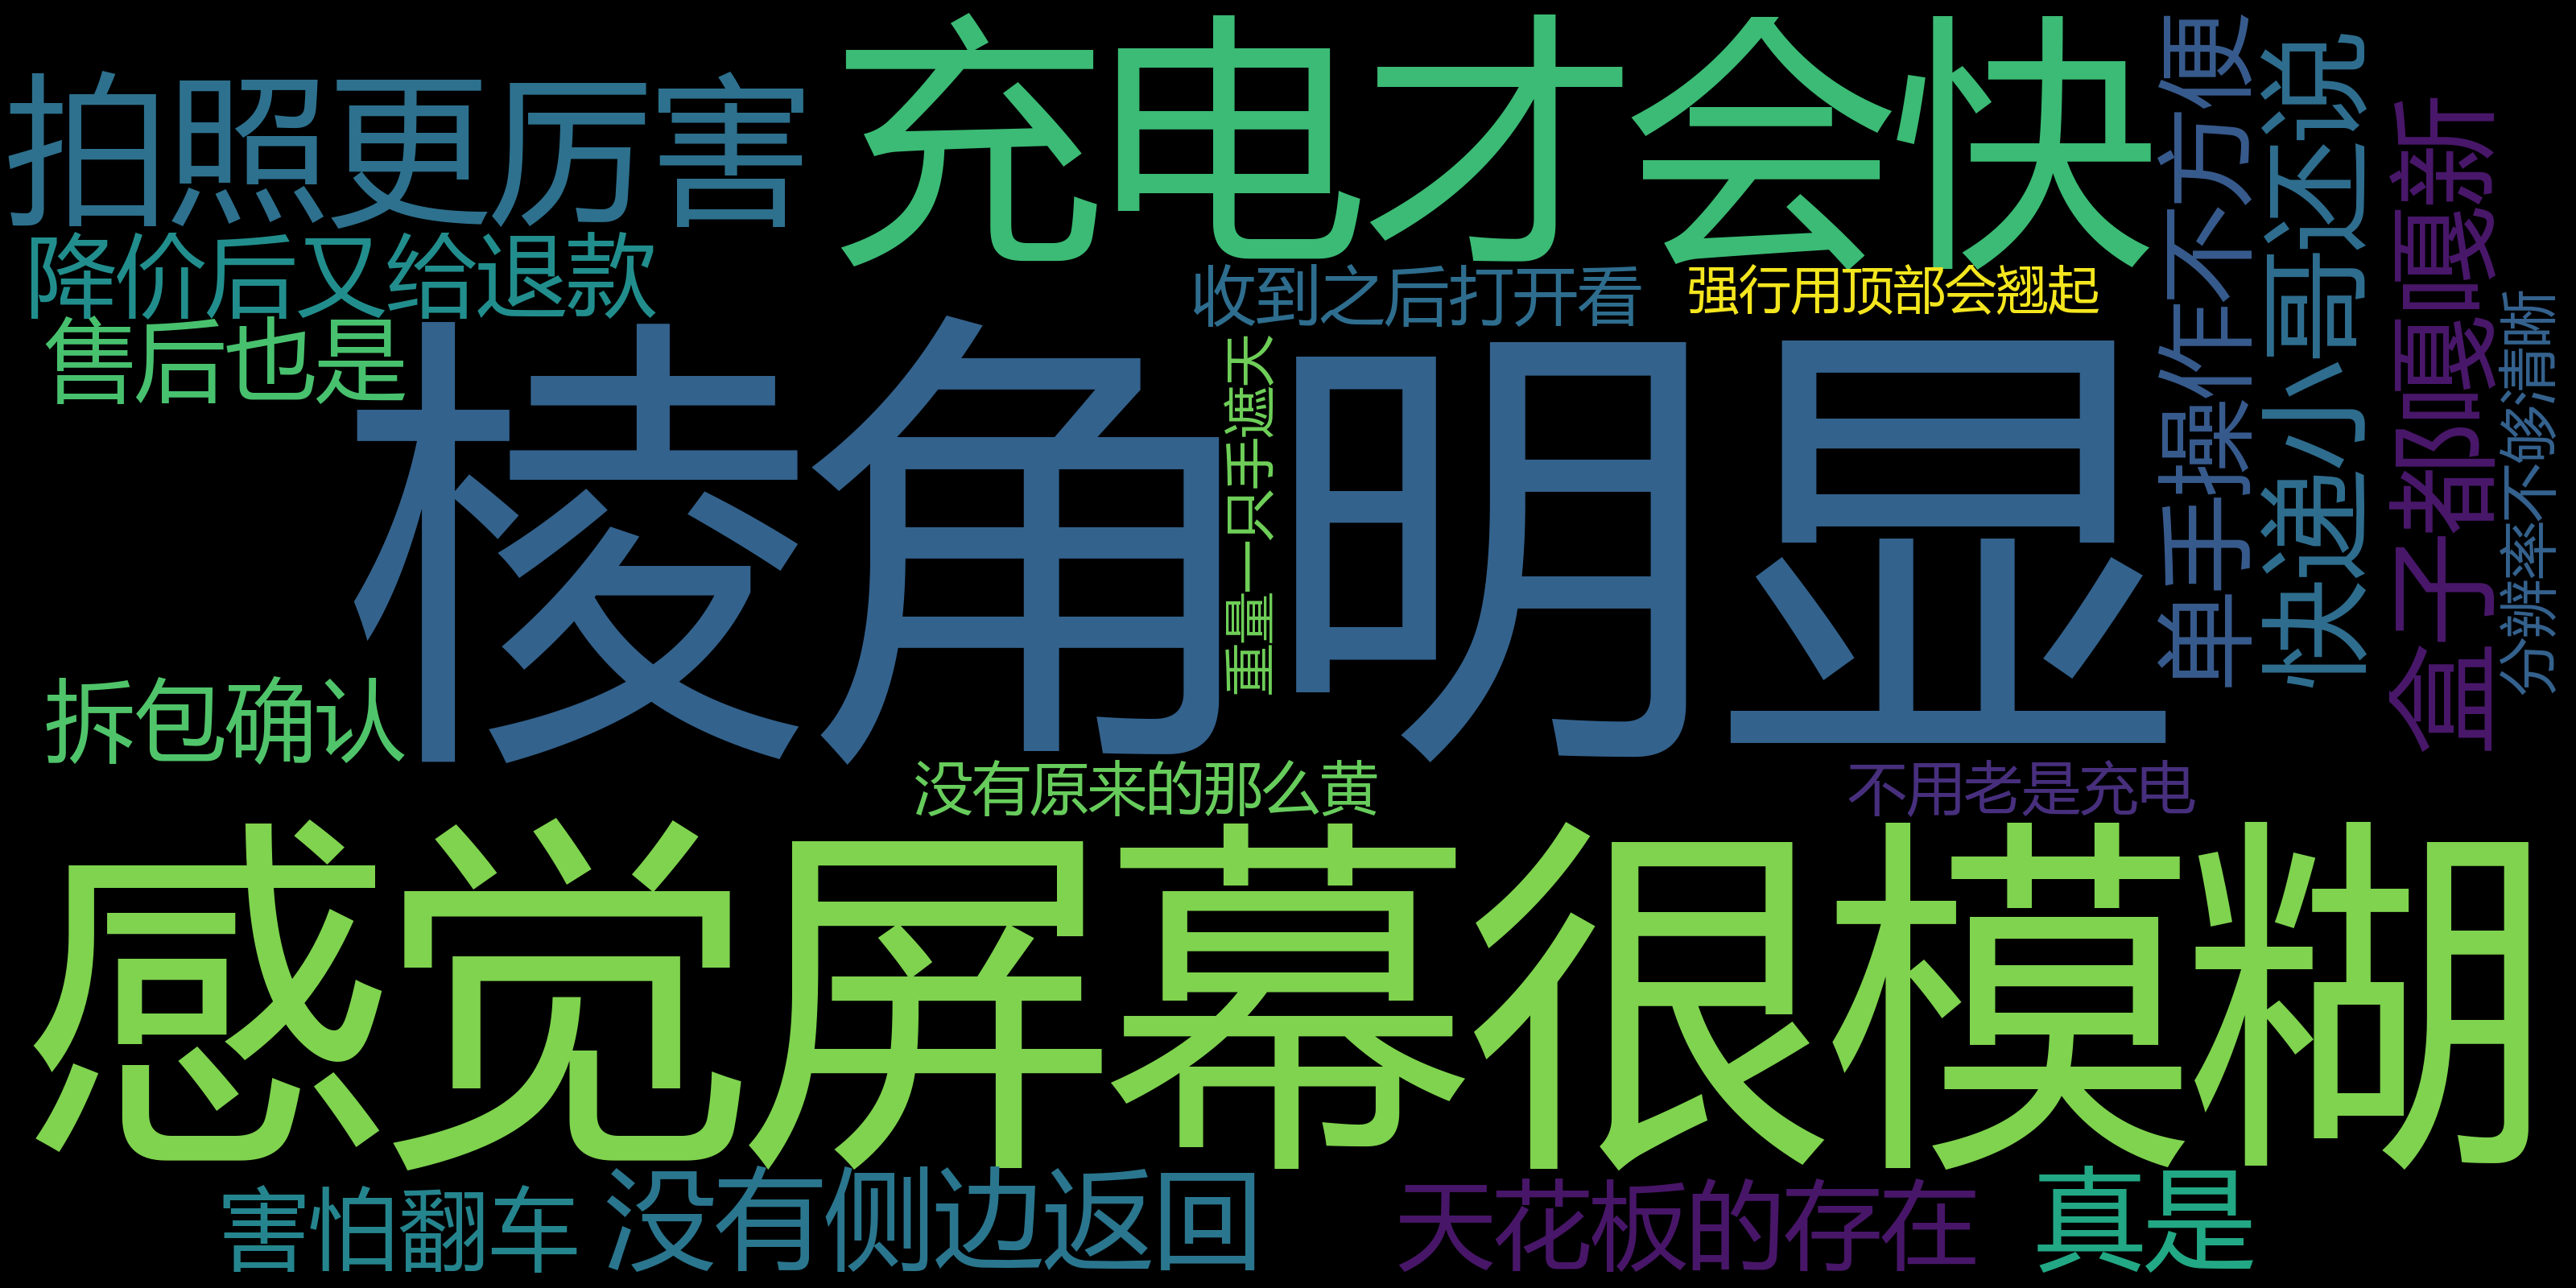 拍照更厉害
充电才会快
降价后又给退款
收到之后打开看
强行用顶部会翘起
售后也是
棱角明显
重量一只手遮天
单手操作不方便
快递小哥还说
盒子都嘎嘎新
分辨率不够清晰
拆包确认
没有原来的那么黄
不用老是充电
感觉屏幕很模糊
害怕翻车
没有侧边返回
天花板的存在
真是